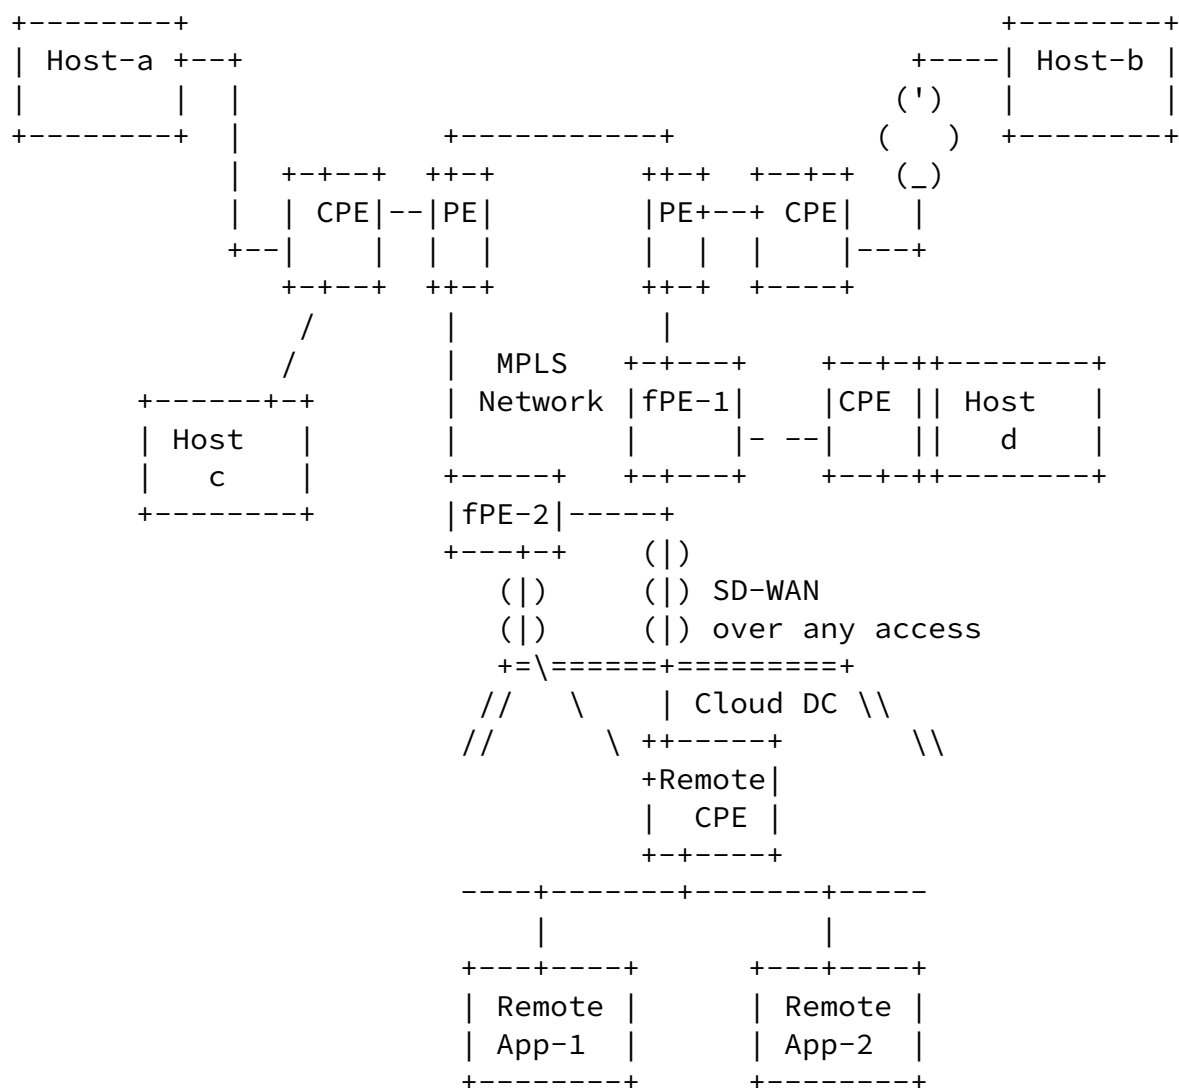 Host-a Host-b
CPE PE PE CPE
MPLS
Network fPE-1 CPE Host
Host d
c
fPE-2
SD-WAN
over any access
Cloud DC
Remote
CPE
Remote Remote
App-1 App-2